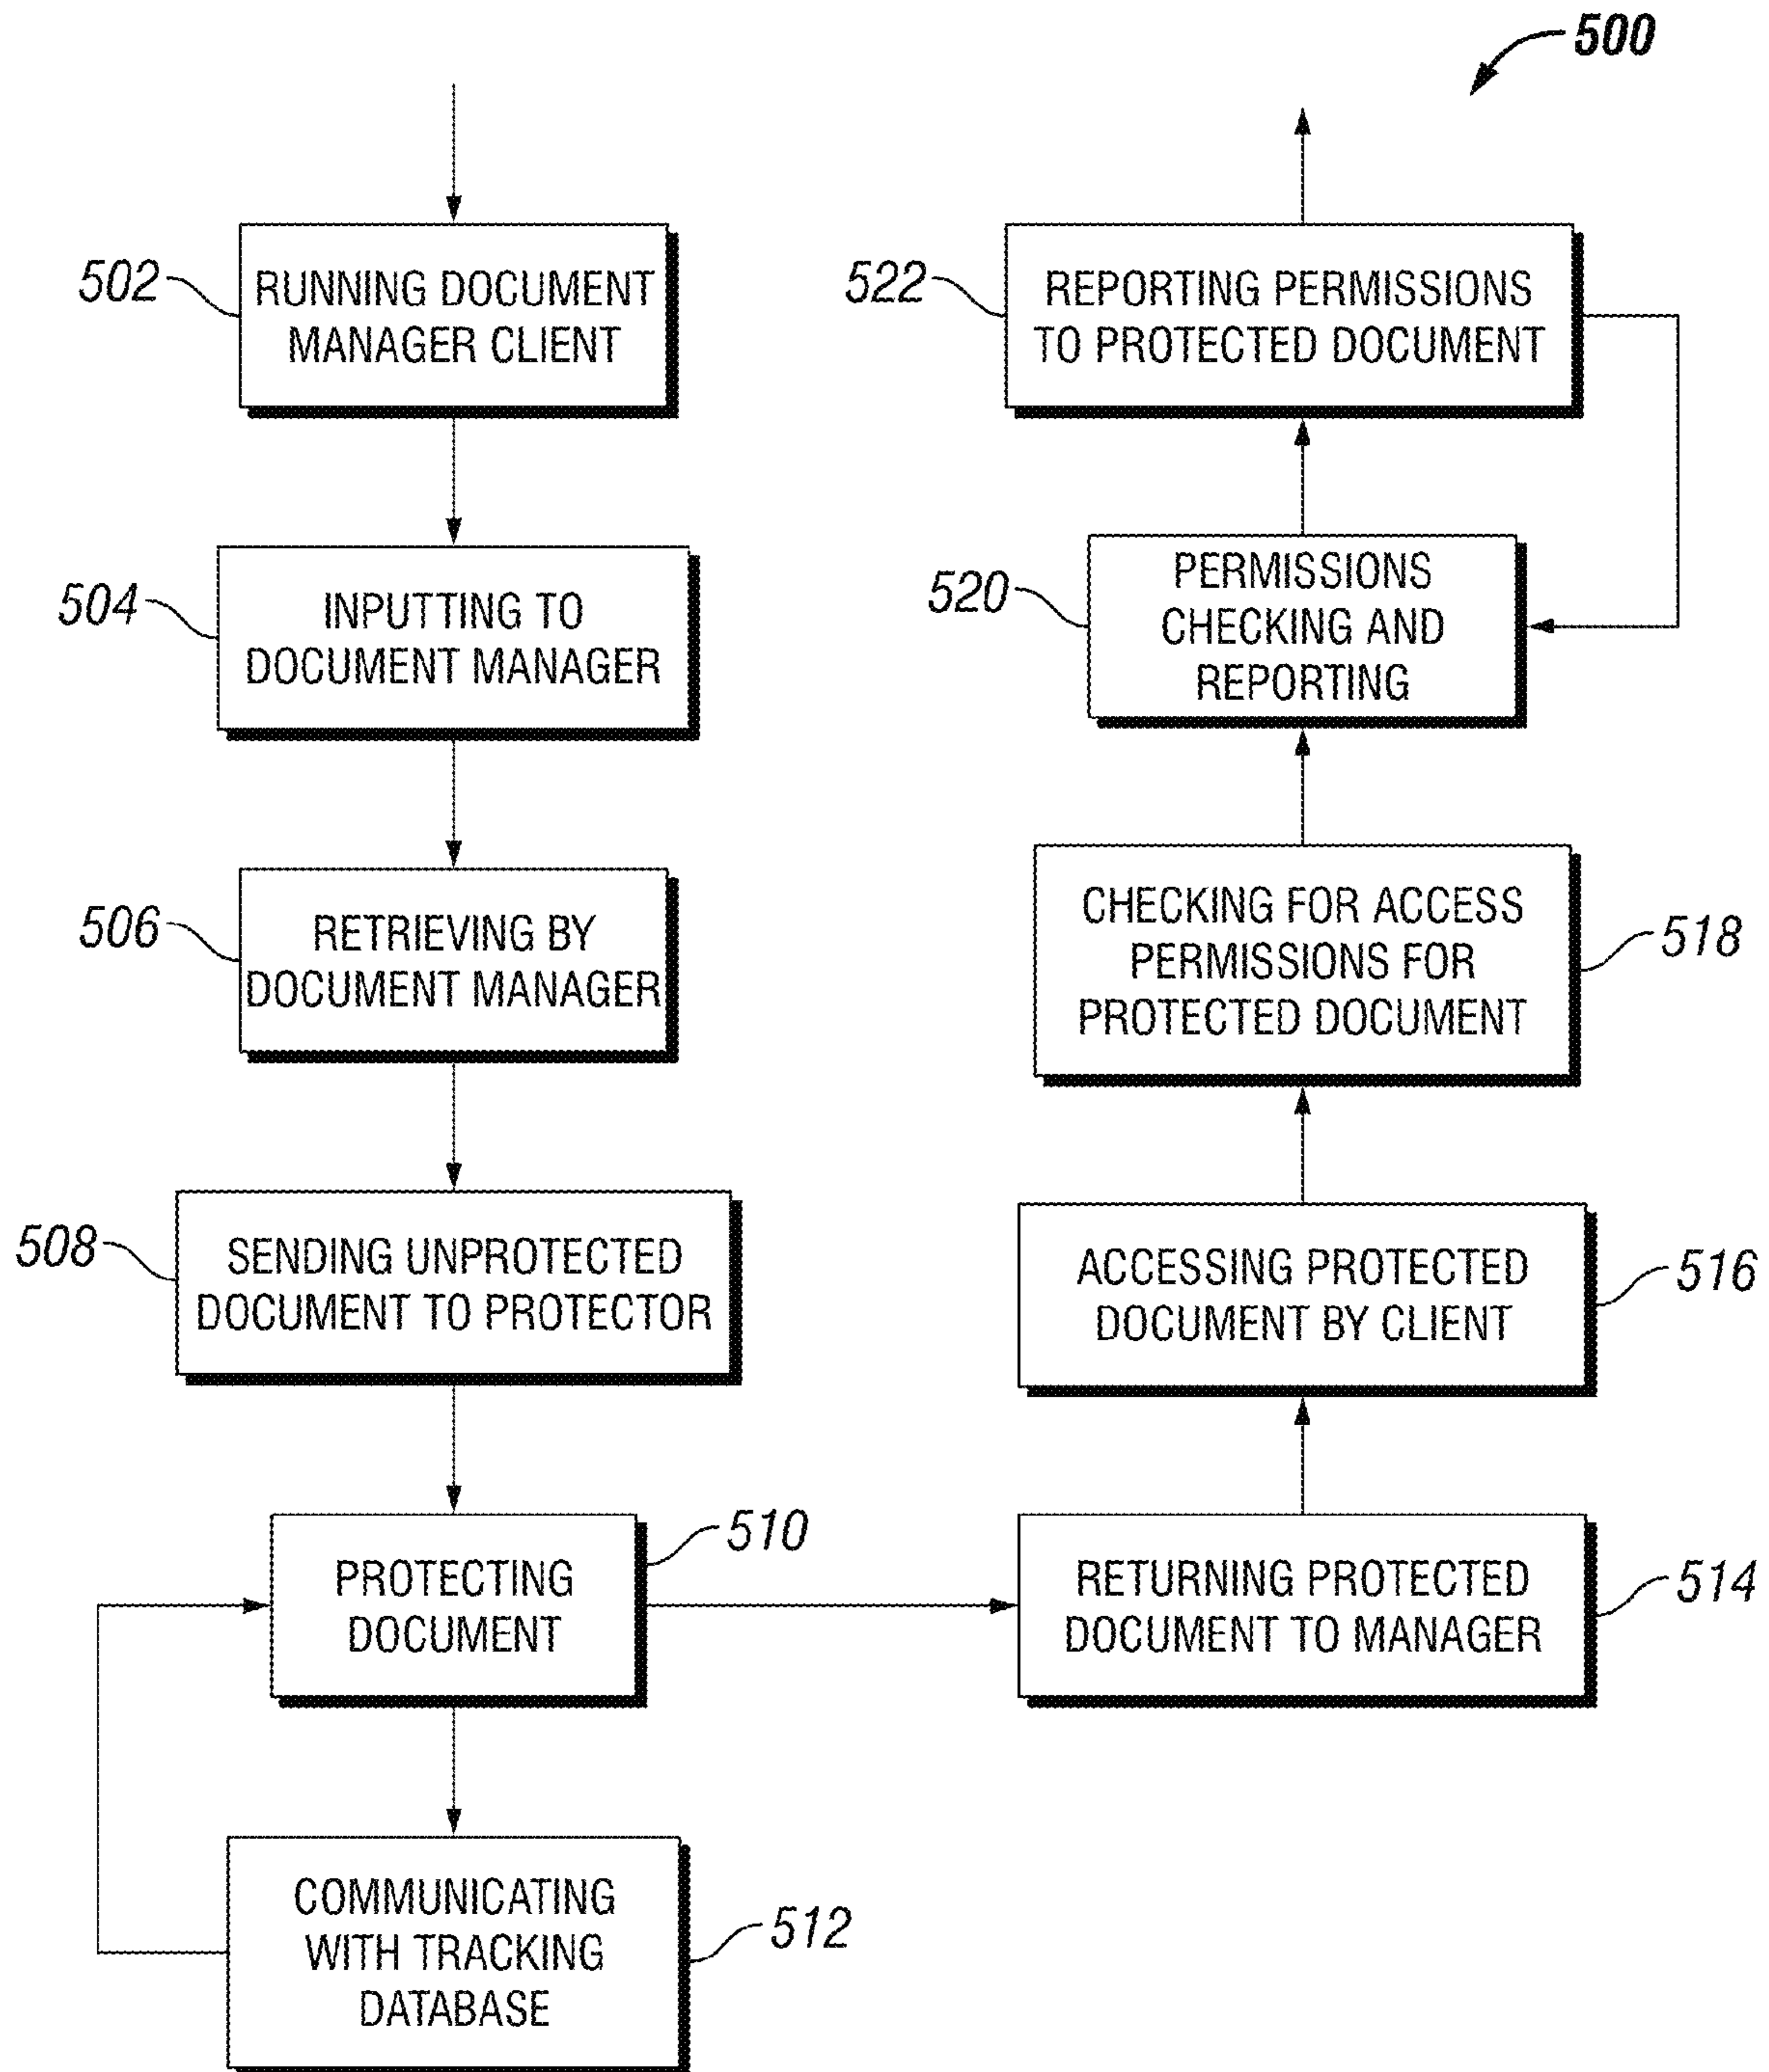 500
502
RUNNING DOCUMENT
MANAGER CLIENT
504
INPUTTING TO
DOCUMENT MANAGER
506
RETRIEVING BY
DOCUMENT MANAGER
508
SENDING UNPROTECTED
DOCUMENT TO PROTECTOR
510
PROTECTING
DOCUMENT
512
COMMUNICATING
WITH TRACKING
DATABASE
514
RETURNING PROTECTED
DOCUMENT TO MANAGER
516
ACCESSING PROTECTED
DOCUMENT BY CLIENT
518
CHECKING FOR ACCESS
PERMISSIONS FOR
PROTECTED DOCUMENT
520
PERMISSIONS
CHECKING AND
REPORTING
522
REPORTING PERMISSIONS
TO PROTECTED DOCUMENT